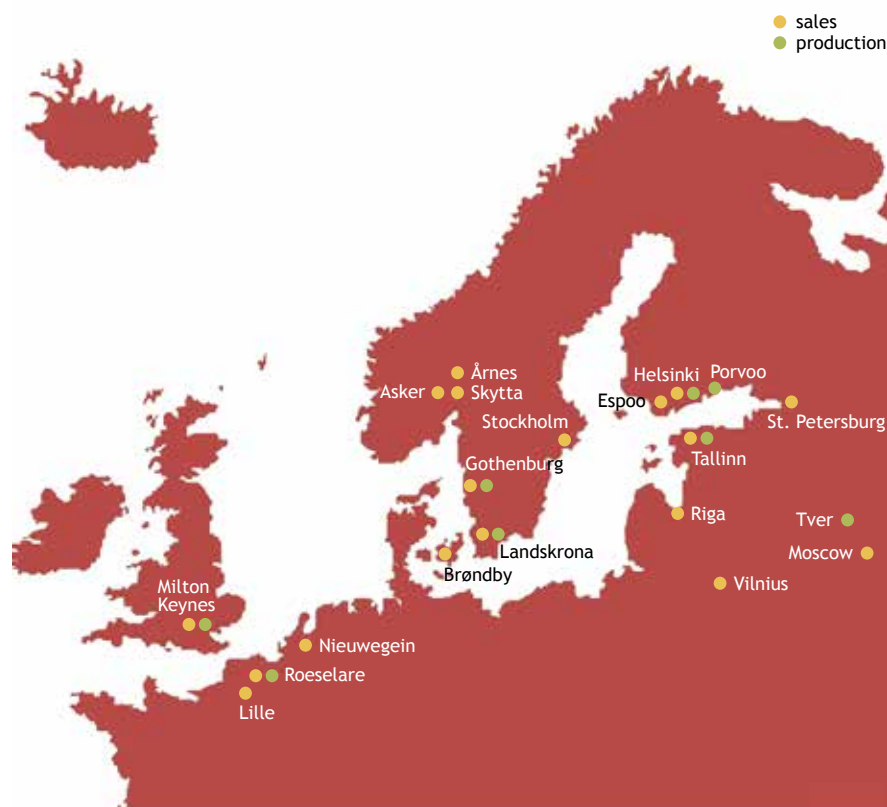 sales
production
Årnes
Asker
Skytta
Helsinki
Porvoo
Espoo
St. Petersburg
Stockholm
Tallinn
Gothenburg
Riga
Tver
Landskrona
Moscow
Brøndby
Vilnius
Milton
Keynes
Nieuwegein
Roeselare
Lille